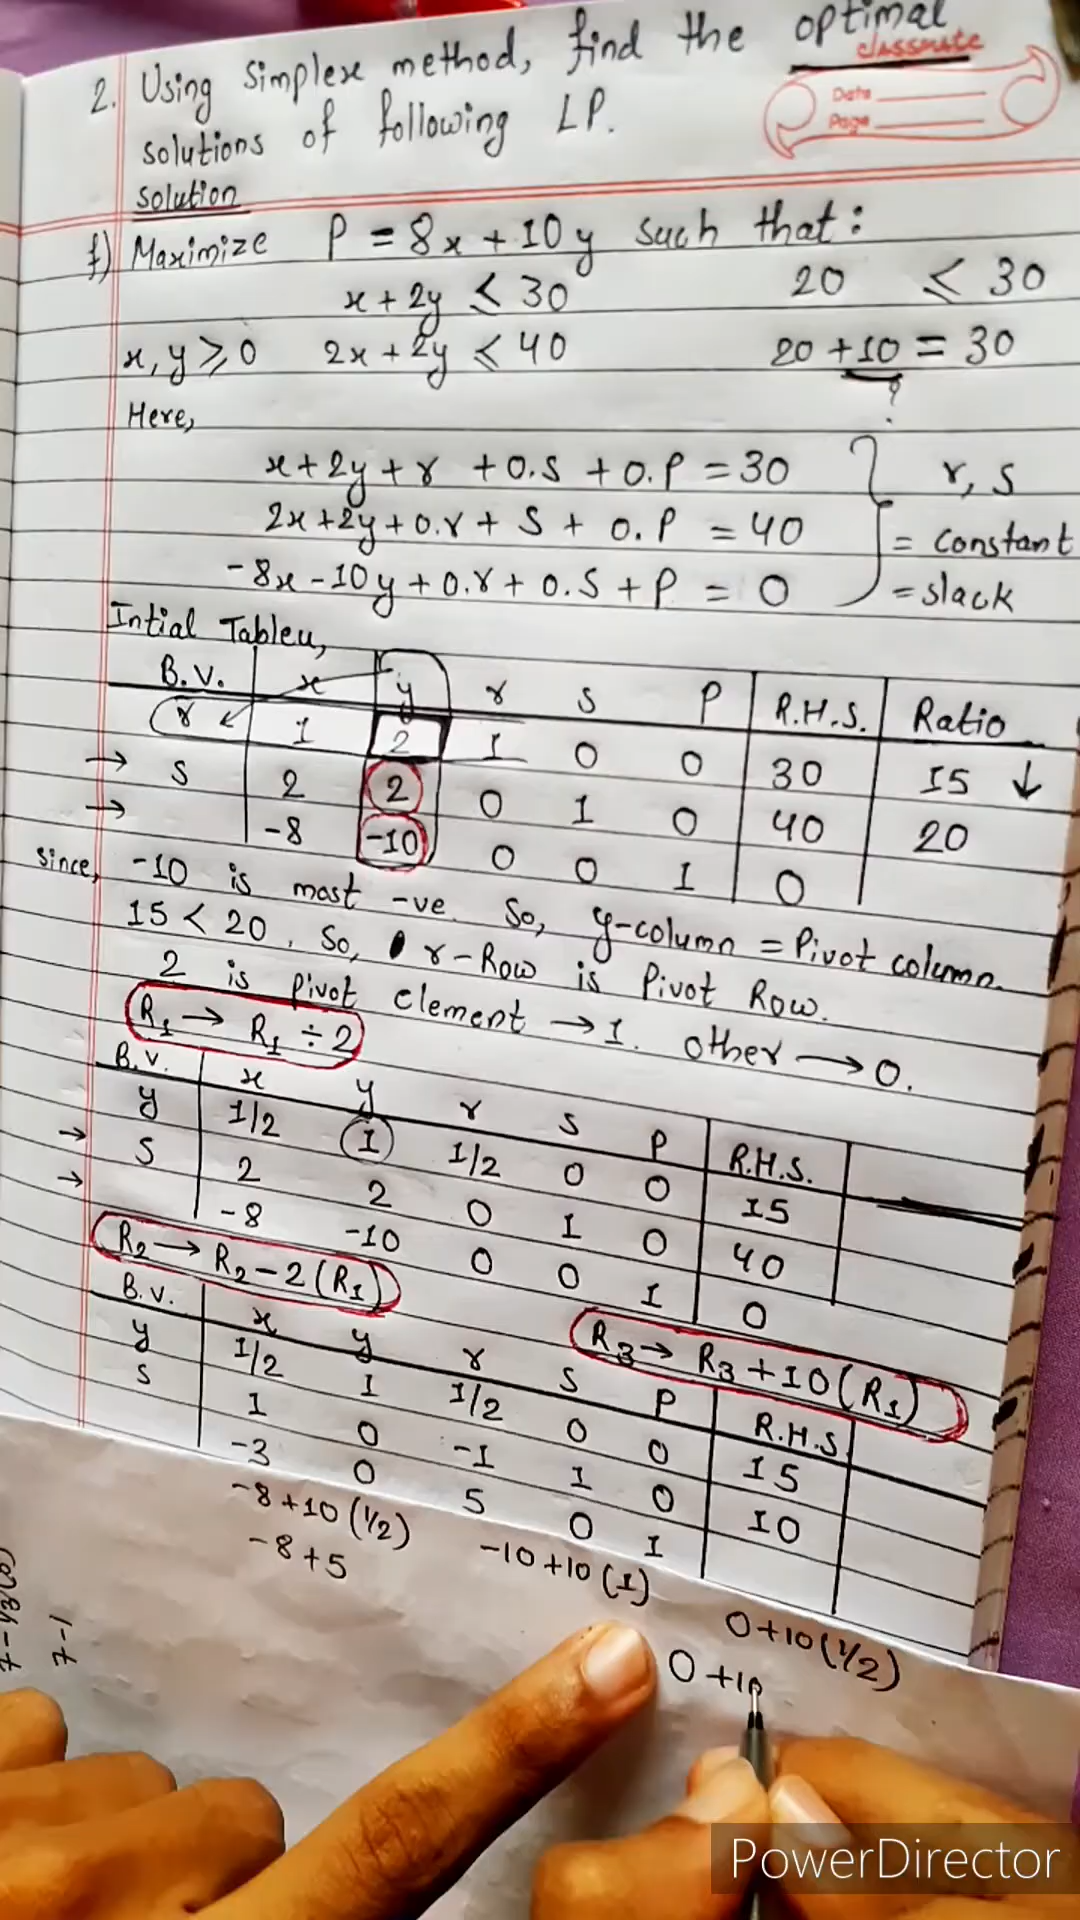 2. Using Simplex method, find the optimal
classmate
Date
Page
solutions of following LP.
solution
f) Maximize P = 8x + 10y such that:
x + 2y ≤ 30 20 ≤ 30
x, y ≥ 0 2x + 2y ≤ 40 20 + 10 = 30
?
Here,
x + 2y + r + 0.s + 0.P = 30 r, s
2x + 2y + 0.r + s + 0.P = 40 = constant
-8x - 10y + 0.r + 0.s + P = 0 = slack
Intial Tableu,
B.V. x y r s P R.H.S. Ratio
r 1 2 1 0 0 30 15 ↓
→ s 2 2 0 1 0 40 20
→ -8 -10 0 0 1 0
since, -10 is most -ve. So, y-column = Pivot column.
15 < 20. So, r-Row is Pivot Row.
2 is Pivot Element → 1. other → 0.
R1 → R1 ÷ 2
B.V. x y r s P R.H.S.
y 1/2 1 1/2 0 0 15
→ s 2 2 0 1 0 40
→ -8 -10 0 0 1 0
R2 → R2 - 2(R1)
R3 → R3 + 10(R1)
B.V. x y r s P R.H.S.
y 1/2 1 1/2 0 0 15
s 1 0 -1 1 0 10
-3 0 5 0 1
-8 + 10(1/2) -10 + 10(1) 0 + 10(1/2)
-8 + 5 0 + 10
7 - 1
PowerDirector